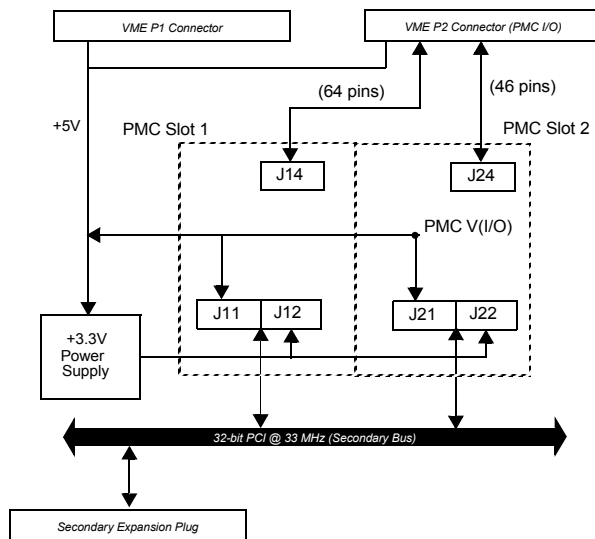 VME P1 Connector
VME P2 Connector (PMC I/O)
(64 pins)
(46 pins)
+5V
PMC Slot 1
PMC Slot 2
J14
J24
PMC V(I/O)
J11
J12
J21
J22
+3.3V
Power
Supply
32-bit PCI @ 33 MHz (Secondary Bus)
Secondary Expansion Plug